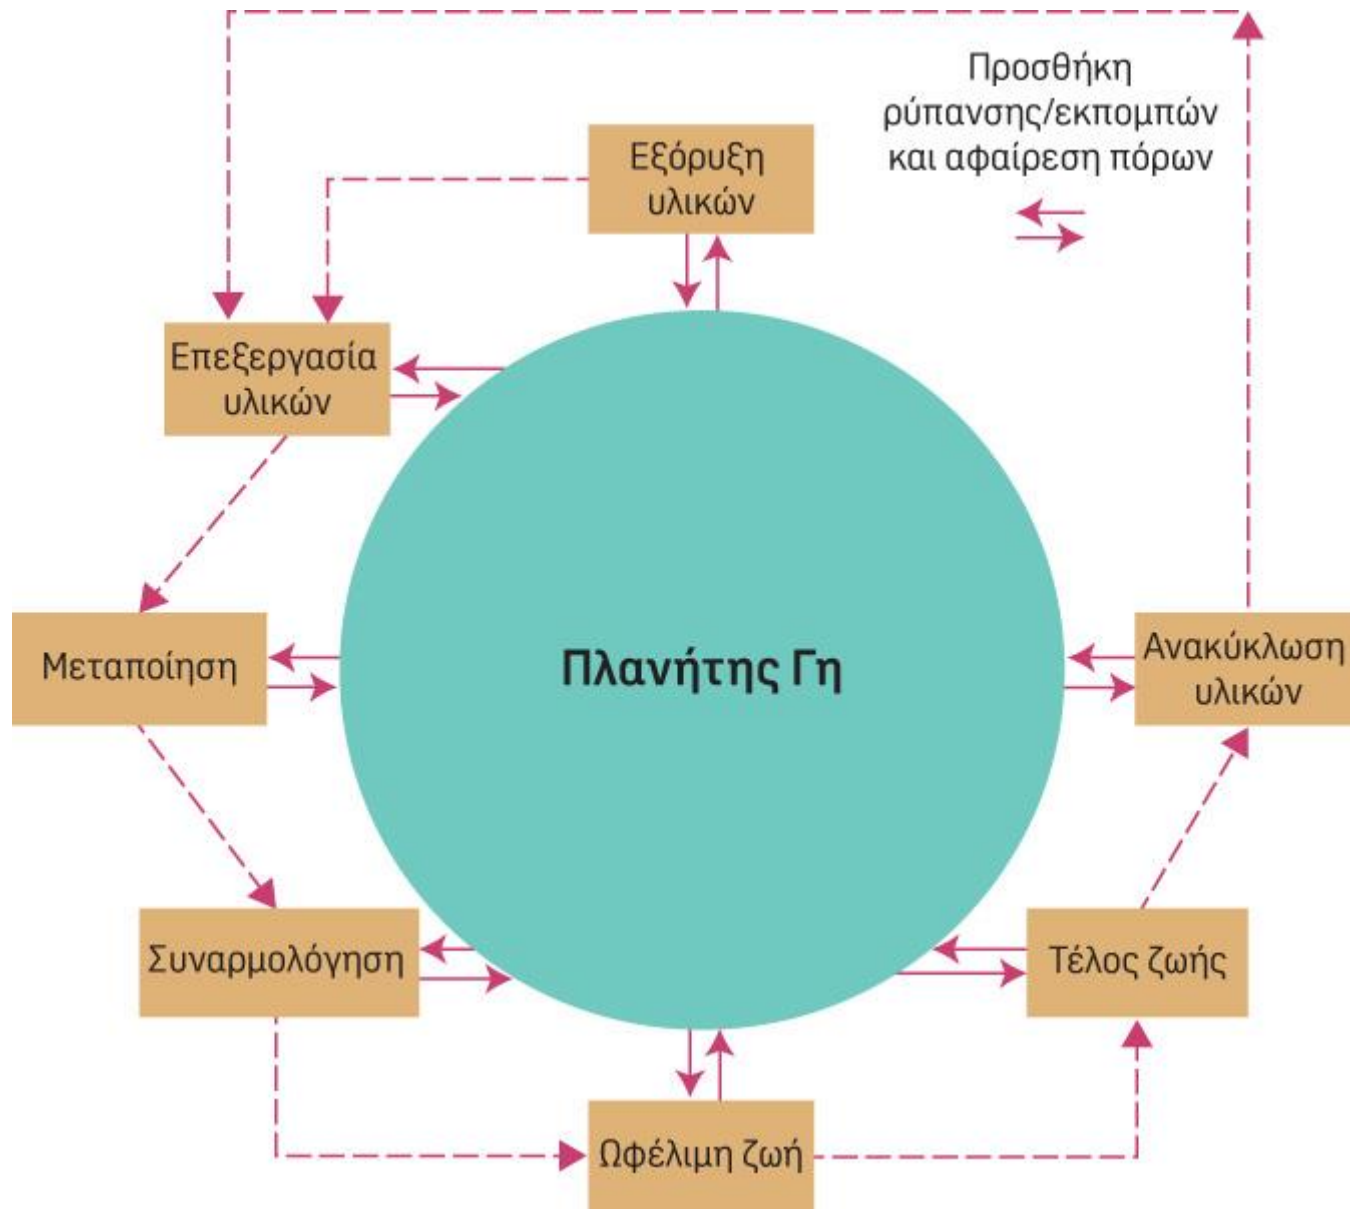 Προσθήκη
ρύπανσης/εκπομπών
και αφαίρεση πόρων
Εξόρυξη
υλικών
Επεξεργασία
υλικών
Μεταποίηση
Πλανήτης Γη
Ανακύκλωση
υλικών
Συναρμολόγηση
Τέλος ζωής
Ωφέλιμη ζωή